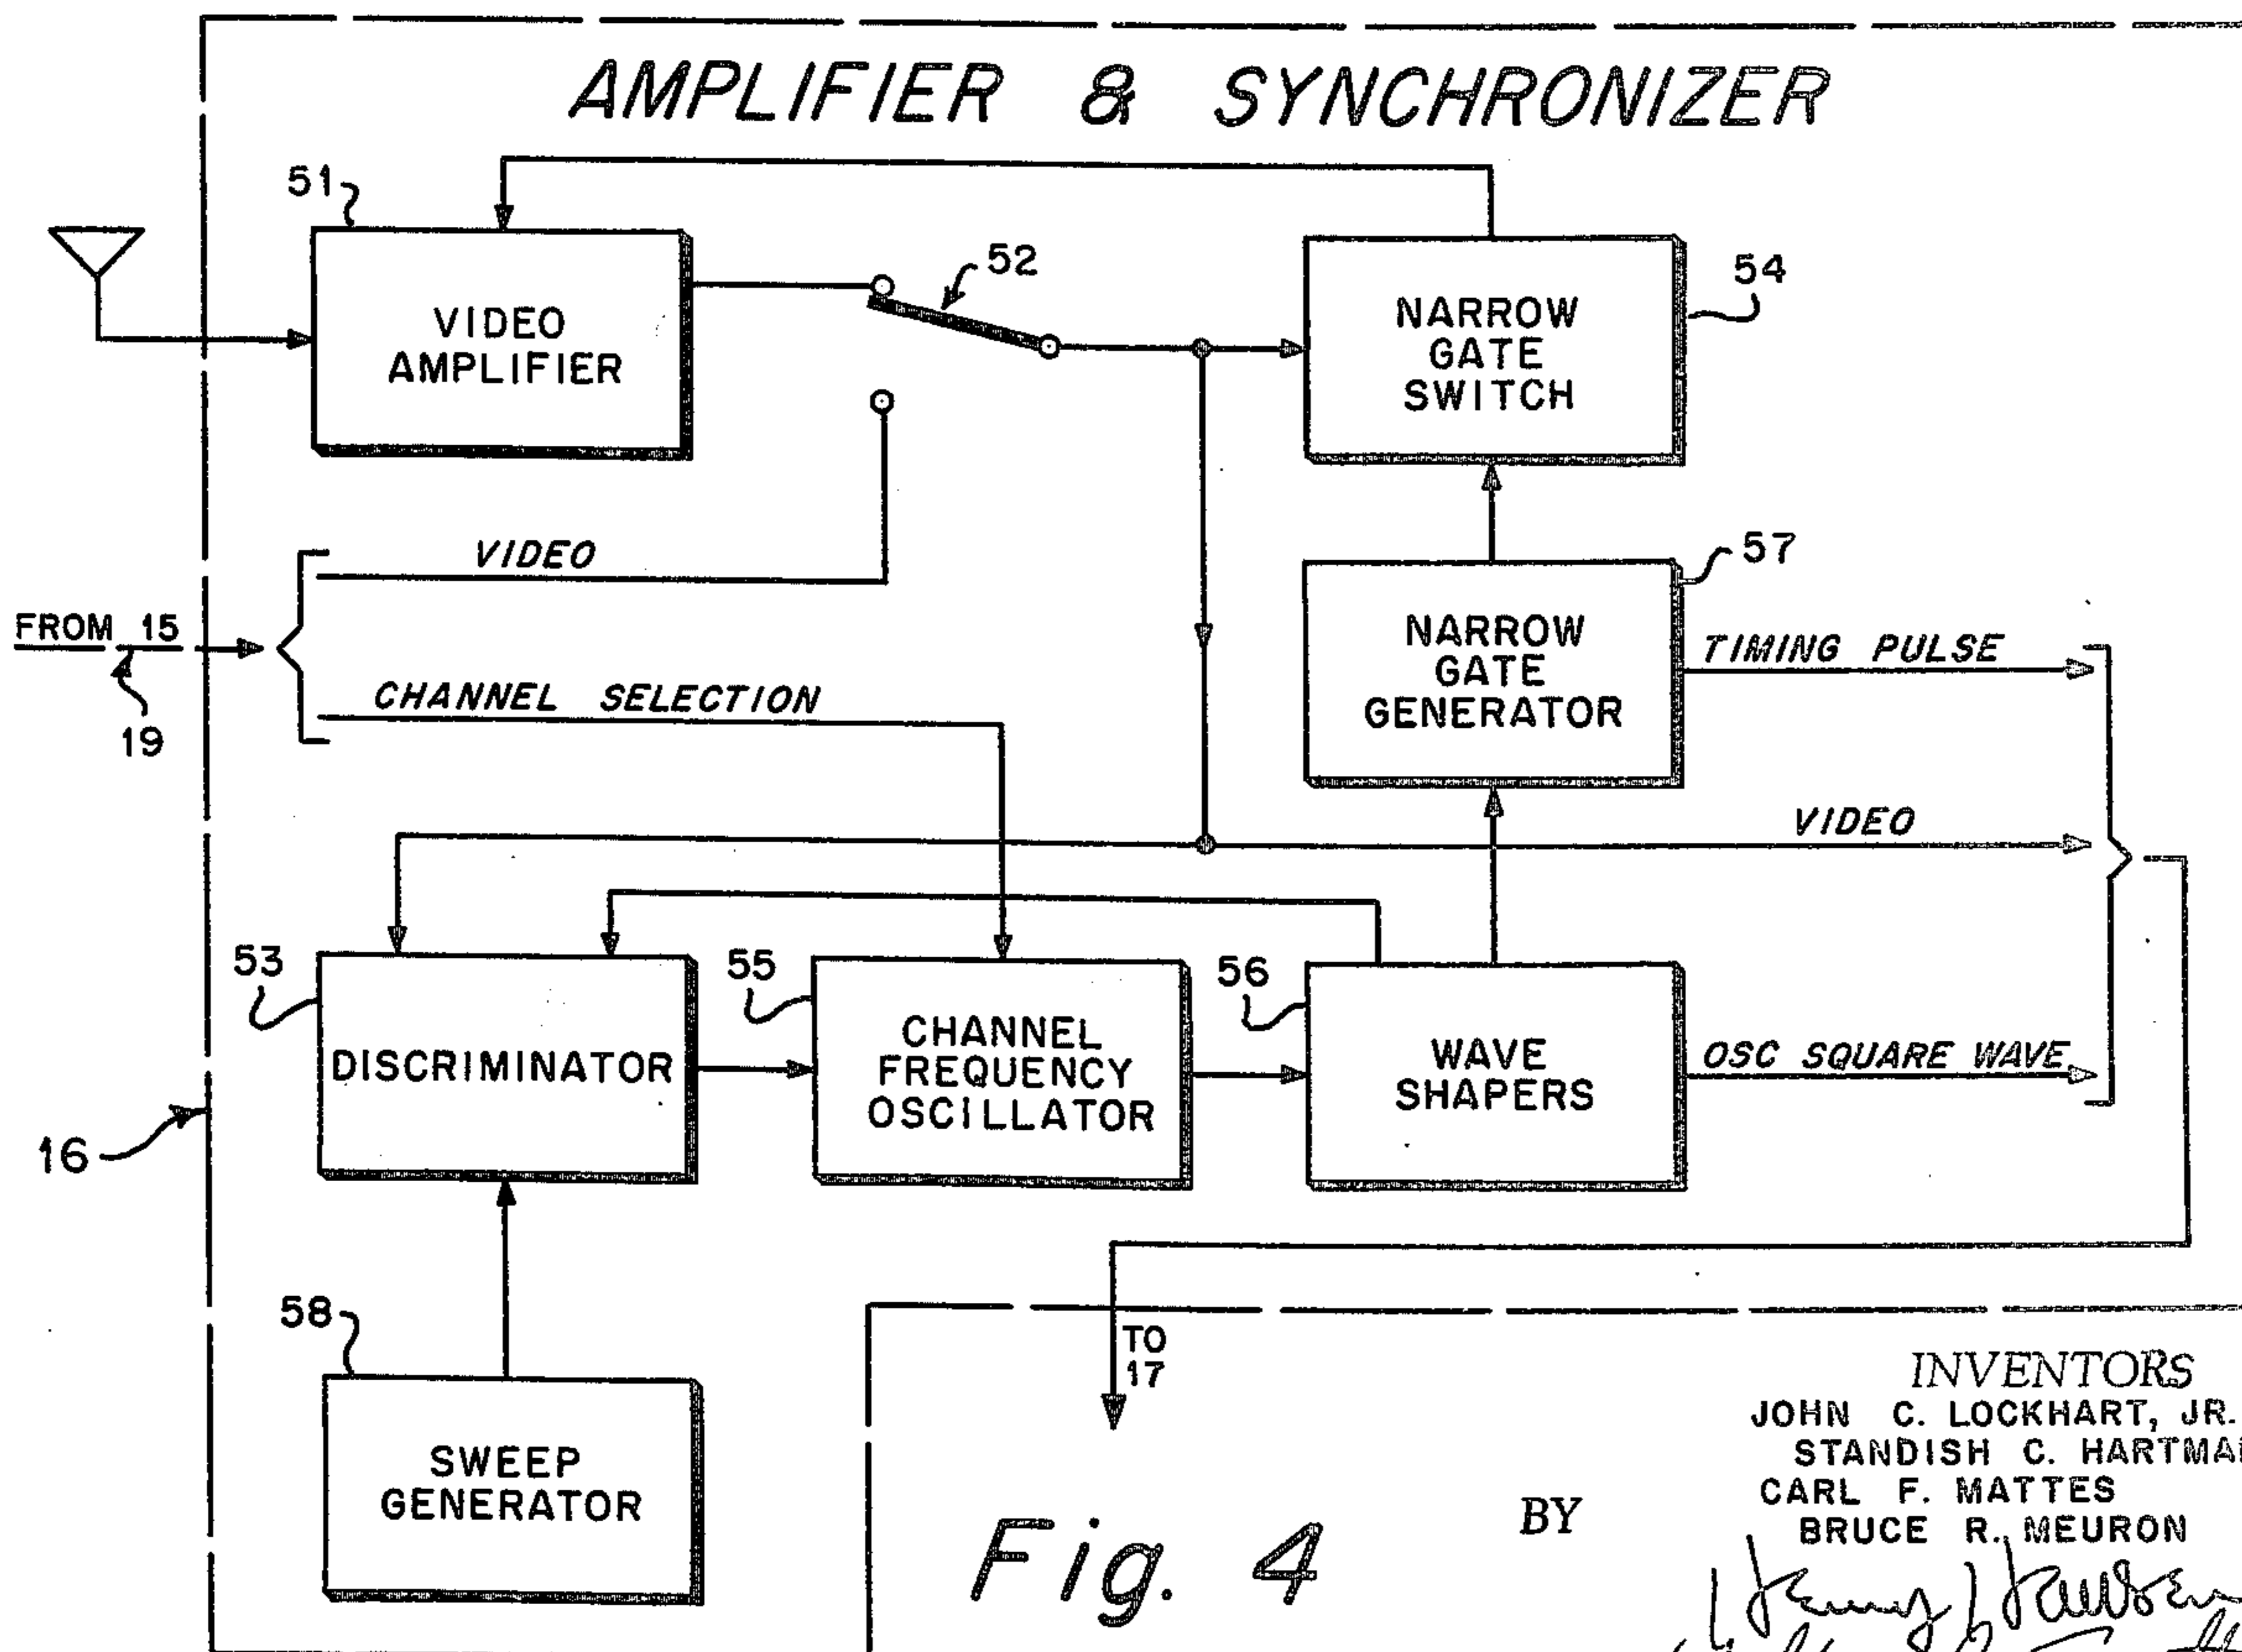 AMPLIFIER & SYNCHRONIZER
51
VIDEO
AMPLIFIER
52
54
NARROW
GATE
SWITCH
VIDEO
57
FROM 15
19
CHANNEL SELECTION
NARROW
GATE
GENERATOR
TIMING PULSE
VIDEO
53
DISCRIMINATOR
55
CHANNEL
FREQUENCY
OSCILLATOR
56
WAVE
SHAPERS
OSC SQUARE WAVE
16
58
SWEEP
GENERATOR
TO
17
Fig. 4
INVENTORS
JOHN C. LOCKHART, JR.
STANDISH C.
CARL F. MATTES
BRUCE R. MEURON
BY